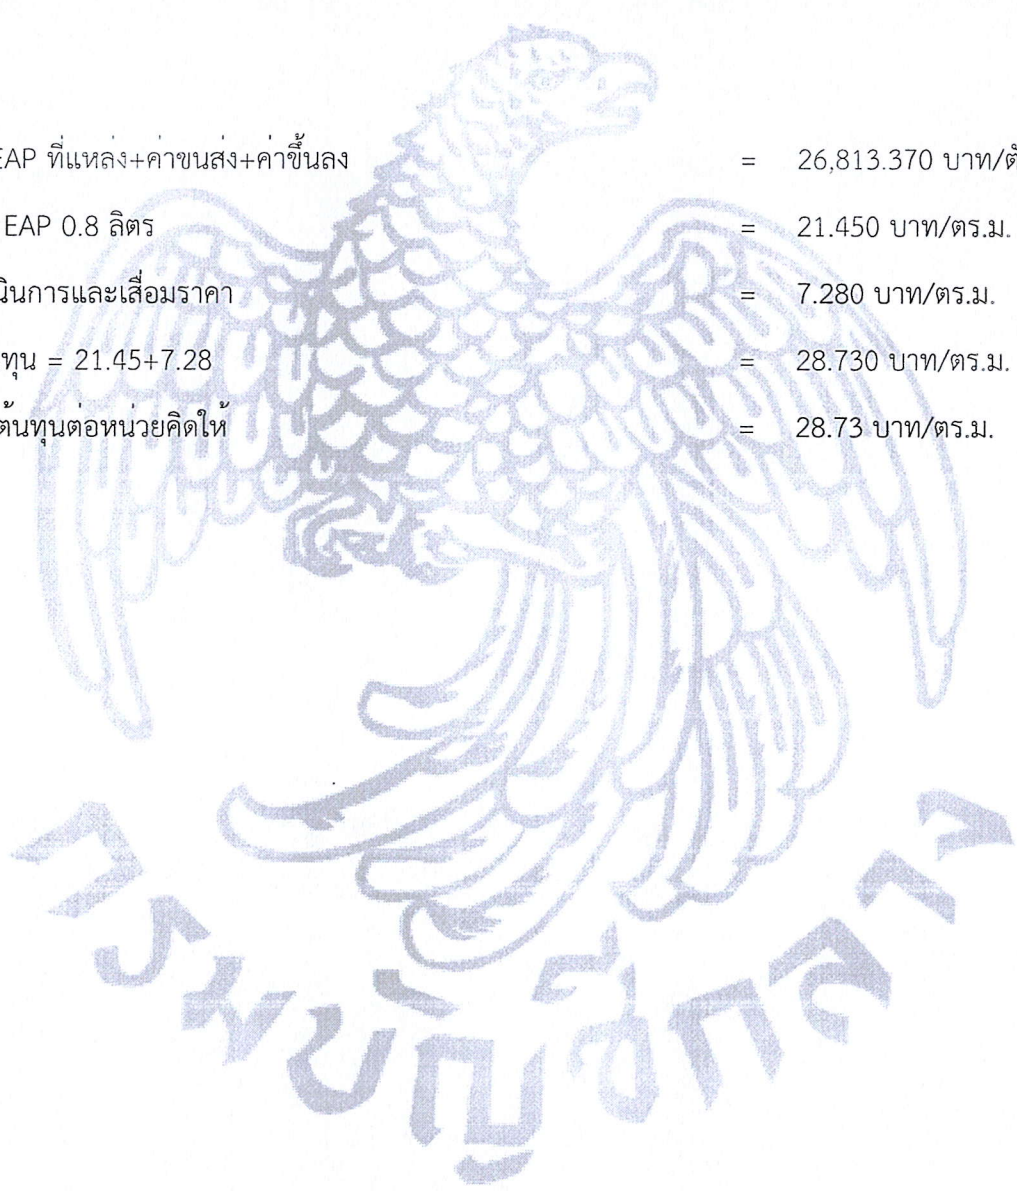 EAP ที่แหล่ง+ค่าขนส่ง+ค่าขึ้นลง = 26,813.370 บาท/ตั
EAP 0.8 ลิตร = 21.450 บาท/ตร.ม.
นินการและเสื่อมราคา = 7.280 บาท/ตร.ม.
ทุน = 21.45+7.28 = 28.730 บาท/ตร.ม.
ต้นทุนต่อหน่วยคิดให้ = 28.73 บาท/ตร.ม.
กรมบัญชีกลาง